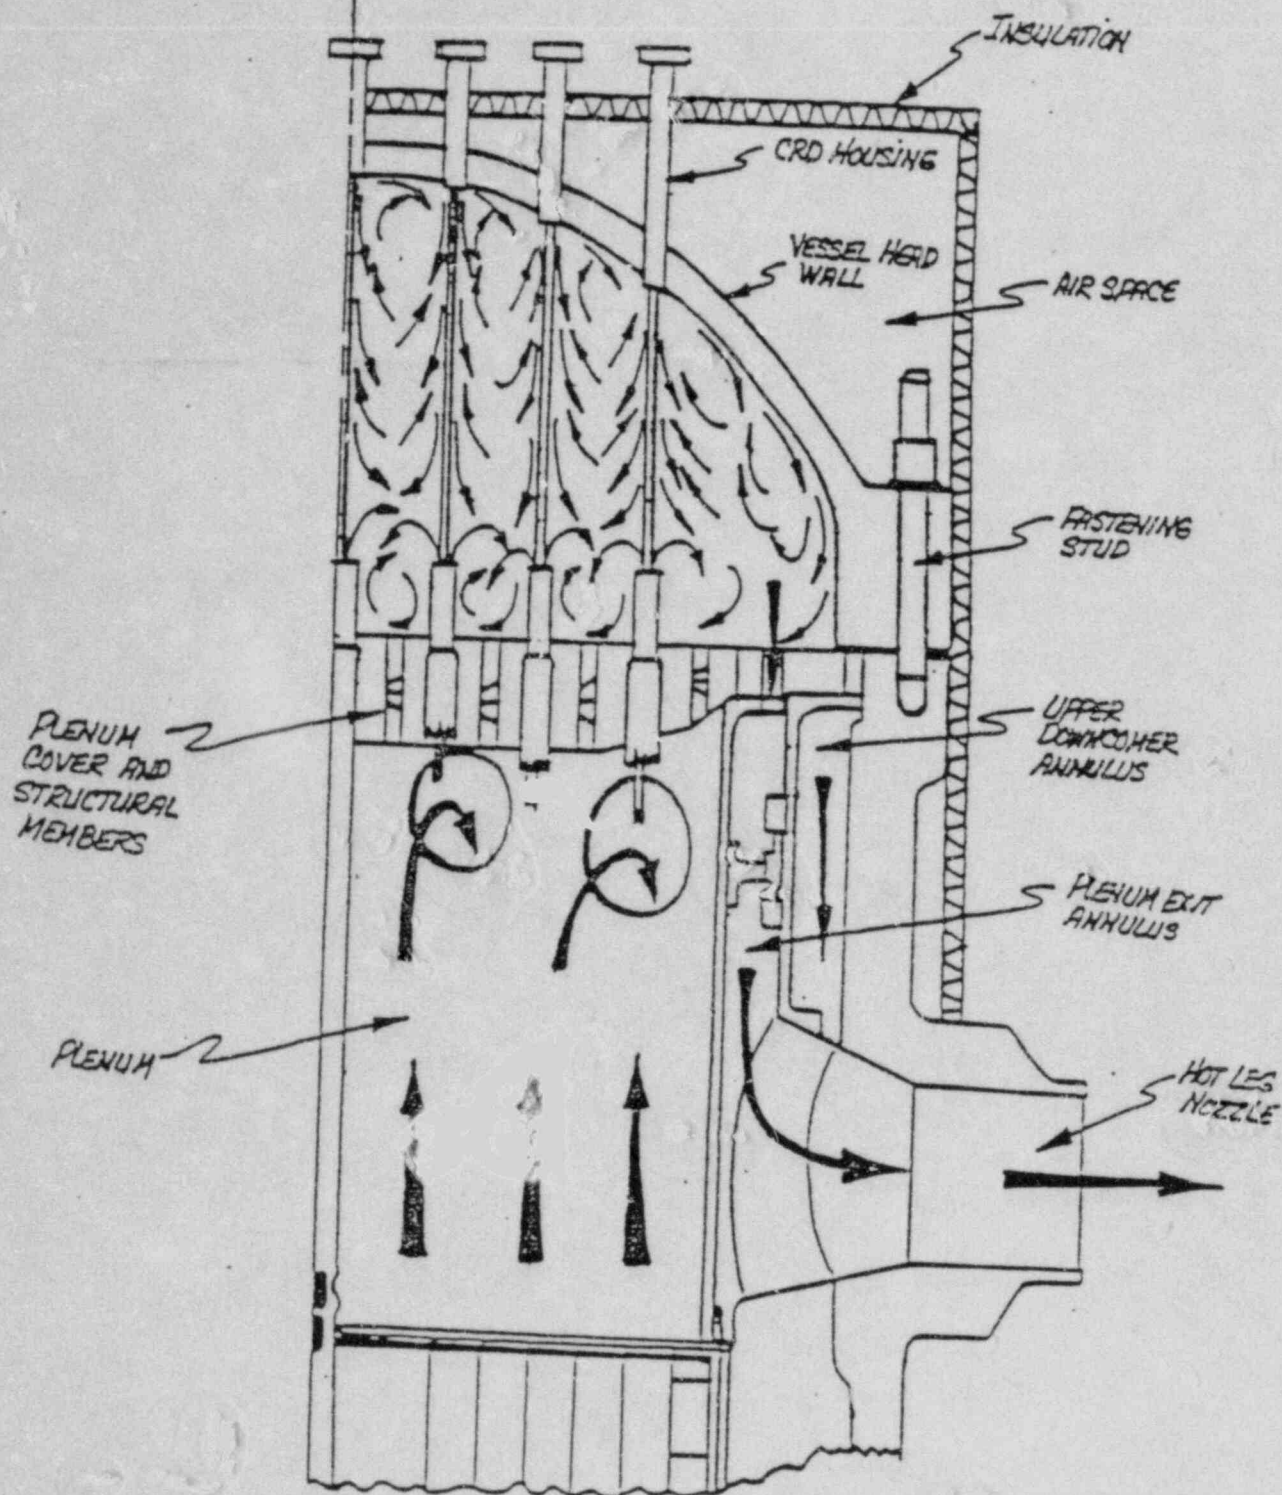 INSULATION
CRD HOUSING
VESSEL HEAD
WALL
AIR SPACE
FASTENING
STUD
PLENUM
COVER AND
STRUCTURAL
MEMBERS
UPPER
DOWNCOMER
ANNULUS
PLENUM EXIT
ANNULUS
PLENUM
HOT LEG
NOZZLE